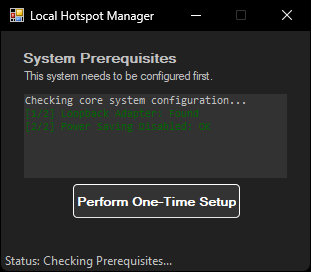 Local Hotspot Manager
System Prerequisites
This system needs to be configured first.
Checking core system configuration...
[1/2] Loopback Adapter: Found
[2/2] Power Saving Disabled: OK
Perform One-Time Setup
Status: Checking Prerequisites...